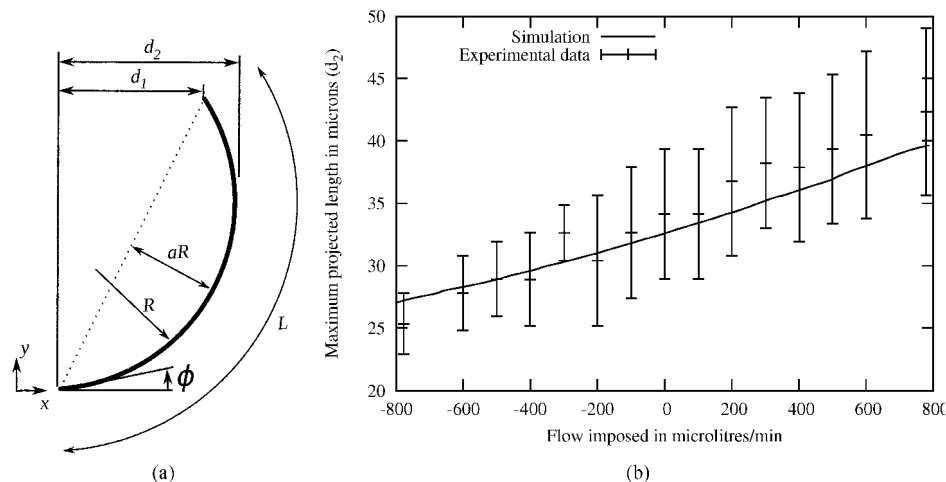 d2
d1
aR
R
L
y
x
ϕ
(a)
Maximum projected length in microns (d2)
50
45
40
35
30
25
20
Simulation
Experimental data
-800 -600 -400 -200 0 200 400 600 800
Flow imposed in microlitres/min
(b)